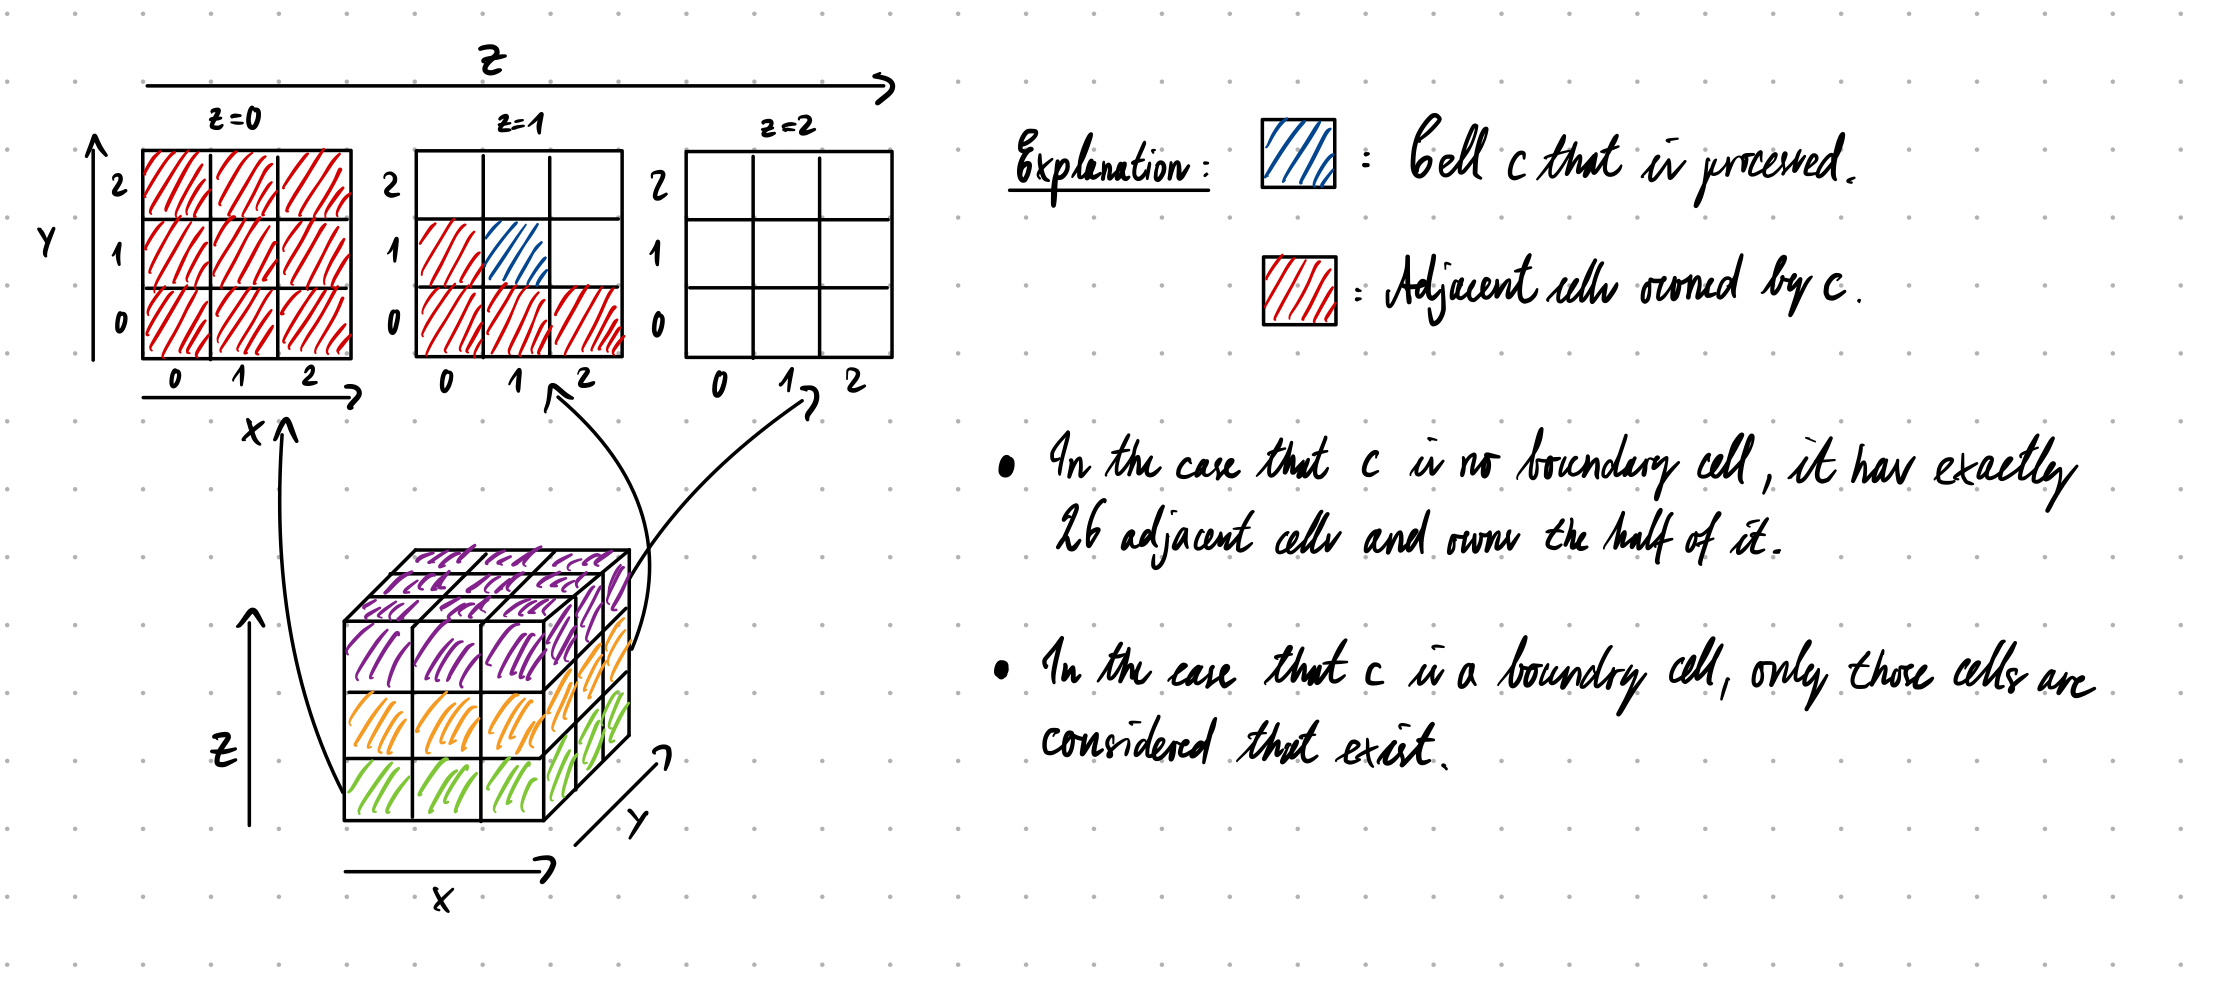 Z
z=0 z=1 z=2
Y 2 2 2
1 1 1
0 0 0
0 1 2 0 1 2 0 1 2
X
Z
Y
X
Explanation: : Cell c that is processed.
: Adjacent cells owned by c.
• In the case that c is no boundary cell, it has exactly
26 adjacent cells and owns the half of it.
• In the case that c is a boundry cell, only those cells are
considered that exist.